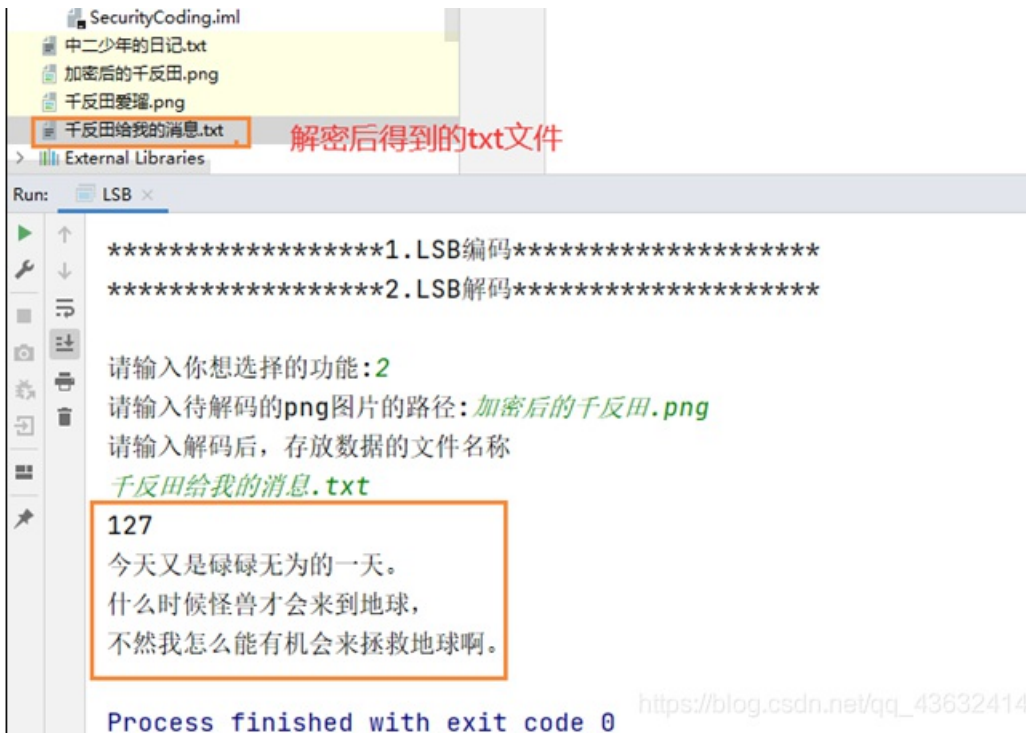 SecurityCoding.iml
中二少年的日记.txt
加密后的千反田.png
千反田爱瑠.png
千反田给我的消息.txt
解密后得到的txt文件
External Libraries
Run: LSB
******************1.LSB编码********************
******************2.LSB解码********************
请输入你想选择的功能:2
请输入待解码的png图片的路径:加密后的千反田.png
请输入解码后，存放数据的文件名称
千反田给我的消息.txt
127
今天又是碌碌无为的一天。
什么时候怪兽才会来到地球，
不然我怎么能有机会来拯救地球啊。
Process finished with exit code 0
https://blog.csdn.net/qq_43632414